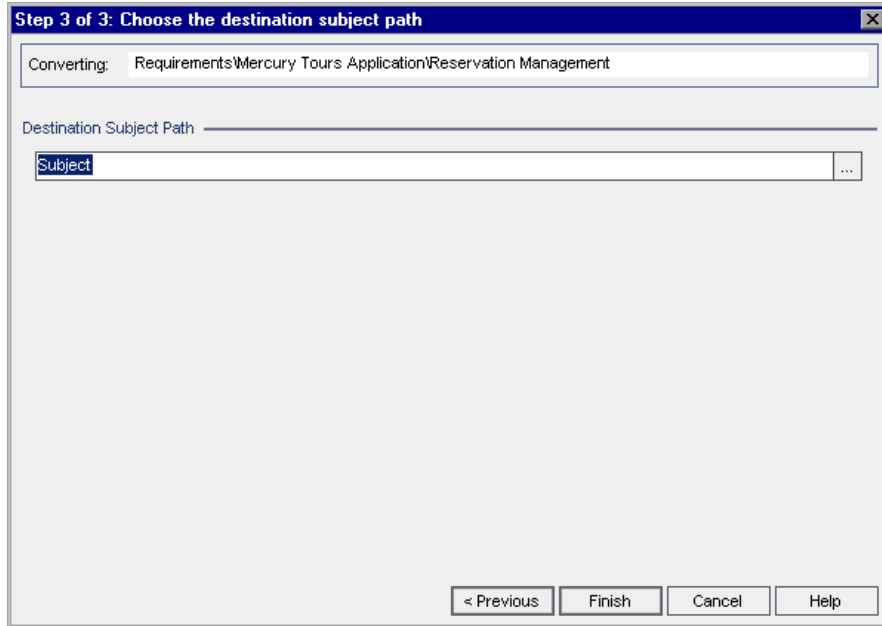 Step 3 of 3: Choose the destination subject path
Converting: Requirements\Mercury Tours Application\Reservation Management
Destination Subject Path
Subject
...
< Previous Finish Cancel Help